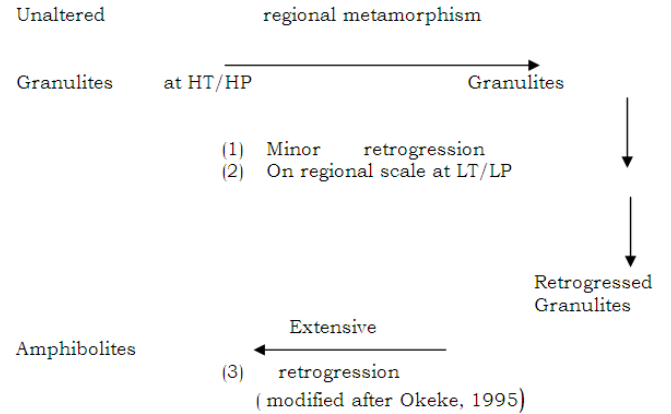 Unaltered regional metamorphism
Granulites at HT/HP Granulites
(1) Minor retrogression
(2) On regional scale at LT/LP
Retrogressed
Granulites
Extensive
Amphibolites
(3) retrogression
( modified after Okeke, 1995)